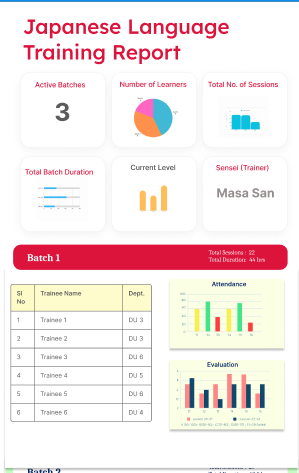 Japanese Language
Training Report
Active Batches
Number of Learners
Total No. of Sessions
3
Total Batch Duration
Current Level
Sensei (Trainer)
Masa San
Batch 1
Total Sessions : 22
Total Duration: 44 hrs
Sl No
Trainee Name
Dept.
1 Trainee 1 DU 3
2 Trainee 2 DU 3
3 Trainee 3 DU 6
4 Trainee 4 DU 5
5 Trainee 5 DU 6
6 Trainee 6 DU 4
Attendance
Evaluation
Batch 2